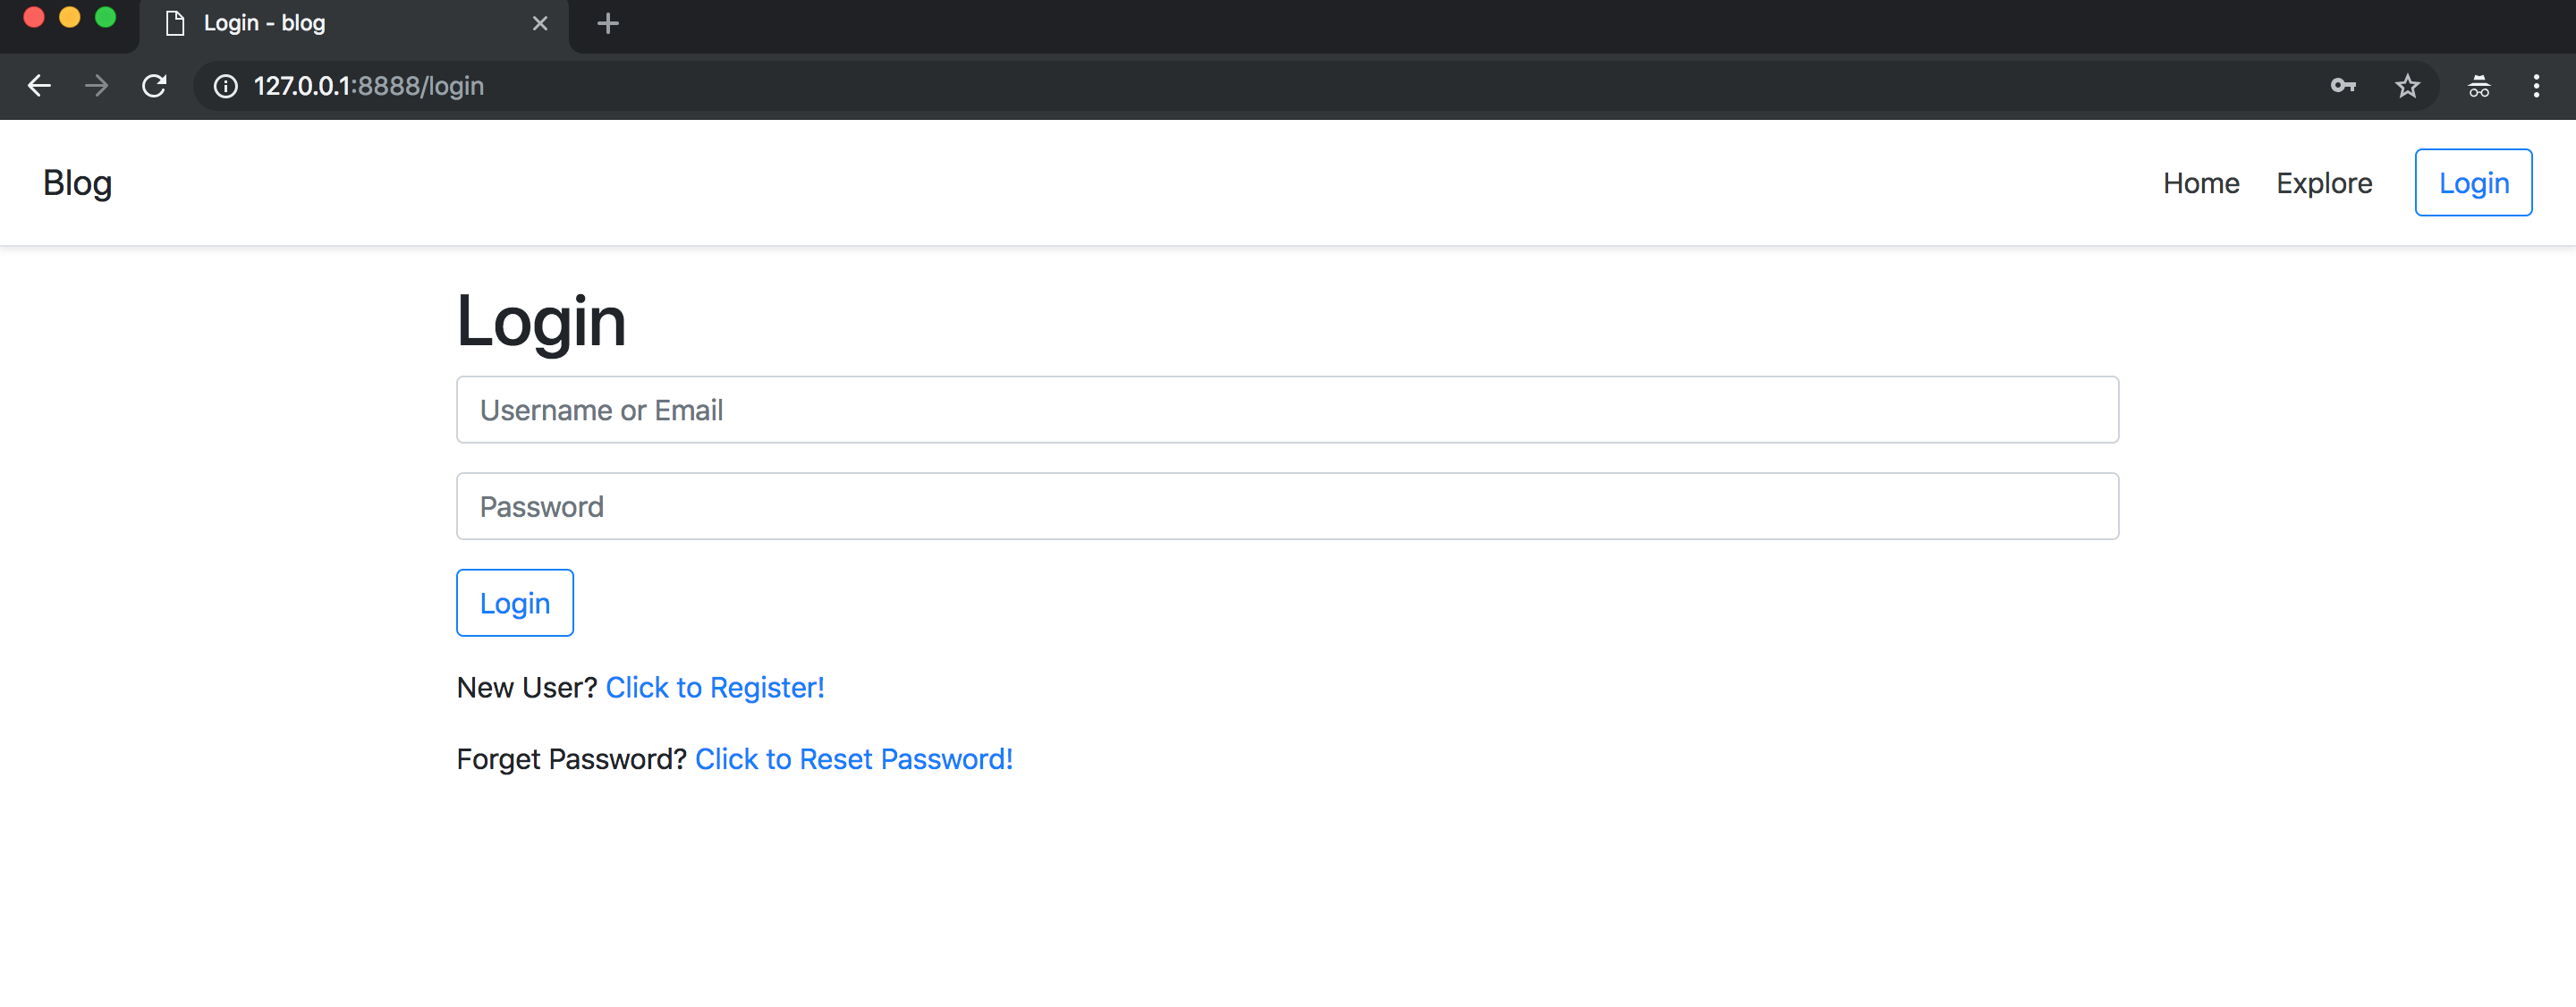 Login - blog
127.0.0.1:8888/login
Blog Home Explore Login
Login
Username or Email
Password
Login
New User? Click to Register!
Forget Password? Click to Reset Password!